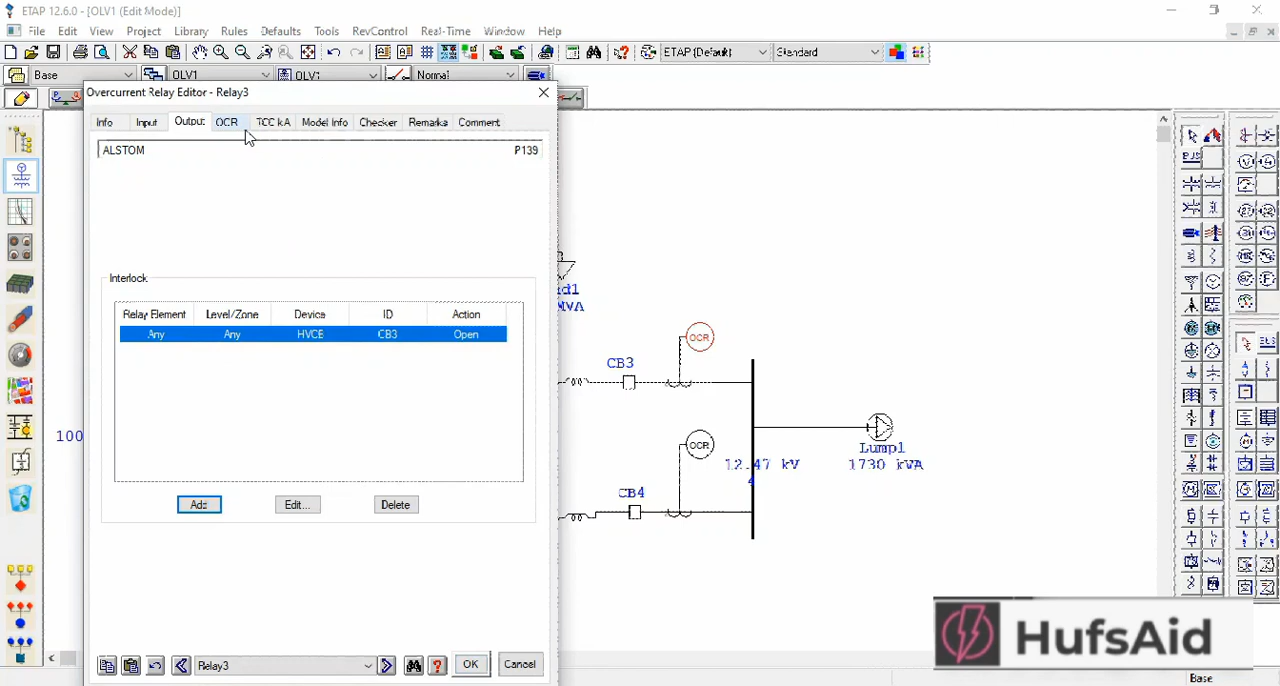 ETAP 12.6.0 - [OLV1 (Edit Mode)]
File Edit View Project Library Rules Defaults Tools RevControl Real-Time Window Help
ETAP (Default) Standard
Base OLV1 OLV1 Normal
Overcurrent Relay Editor - Relay3
Info Input Output OCR TCC kA Model Info Checker Remarks Comment
ALSTOM P139
Interlock
Relay Element Level/Zone Device ID Action
Any Any HVCB CB3 Open
Add Edit... Delete
Relay3 OK Cancel
100
MVA
OCR
CB3
OCR
CB4
12.47 kV
Lump1
1730 kVA
HufsAid
Base